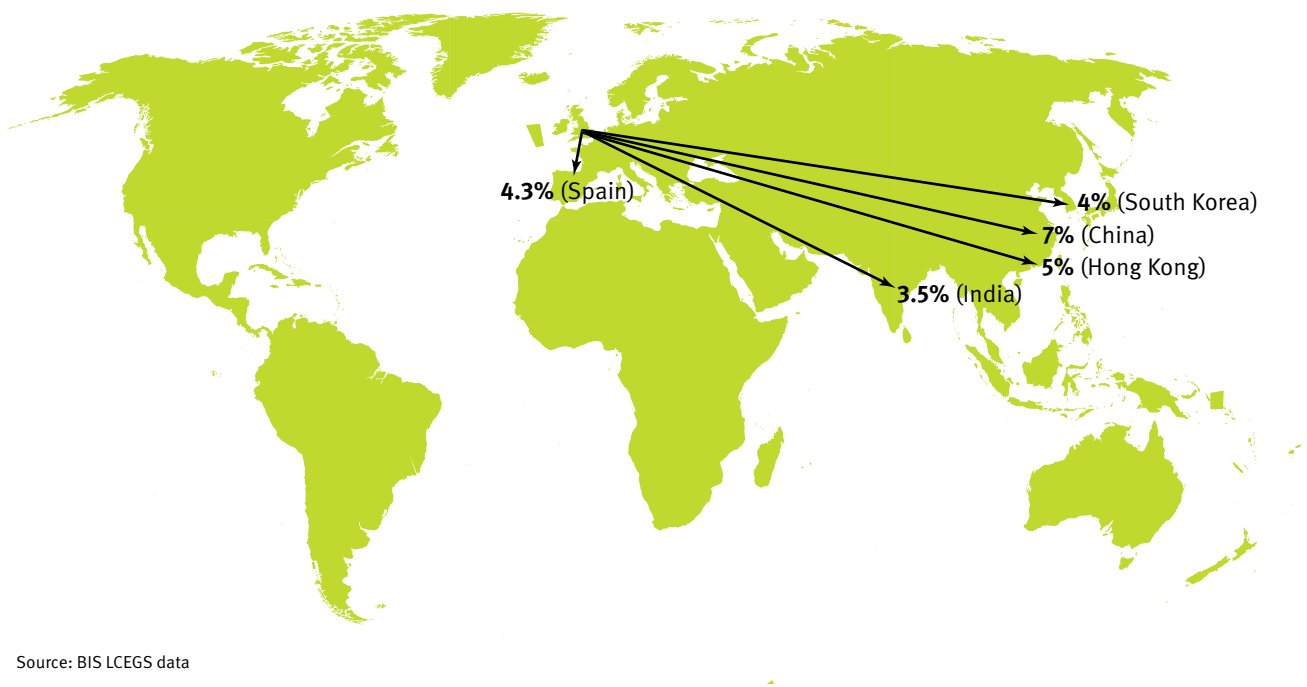 4.3% (Spain)
4% (South Korea)
7% (China)
5% (Hong Kong)
3.5% (India)
Source: BIS LCEGS data